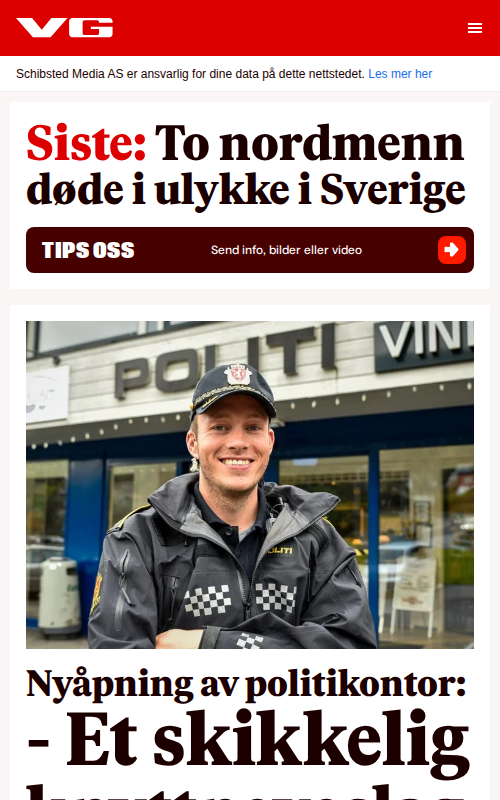 VG
Schibsted Media AS er ansvarlig for dine data på dette nettstedet. Les mer her
Siste: To nordmenn
døde i ulykke i Sverige
TIPS OSS
Send info, bilder eller video
POLITI
VIN
POLITI
Nyåpning av politikontor:
- Et skikkelig